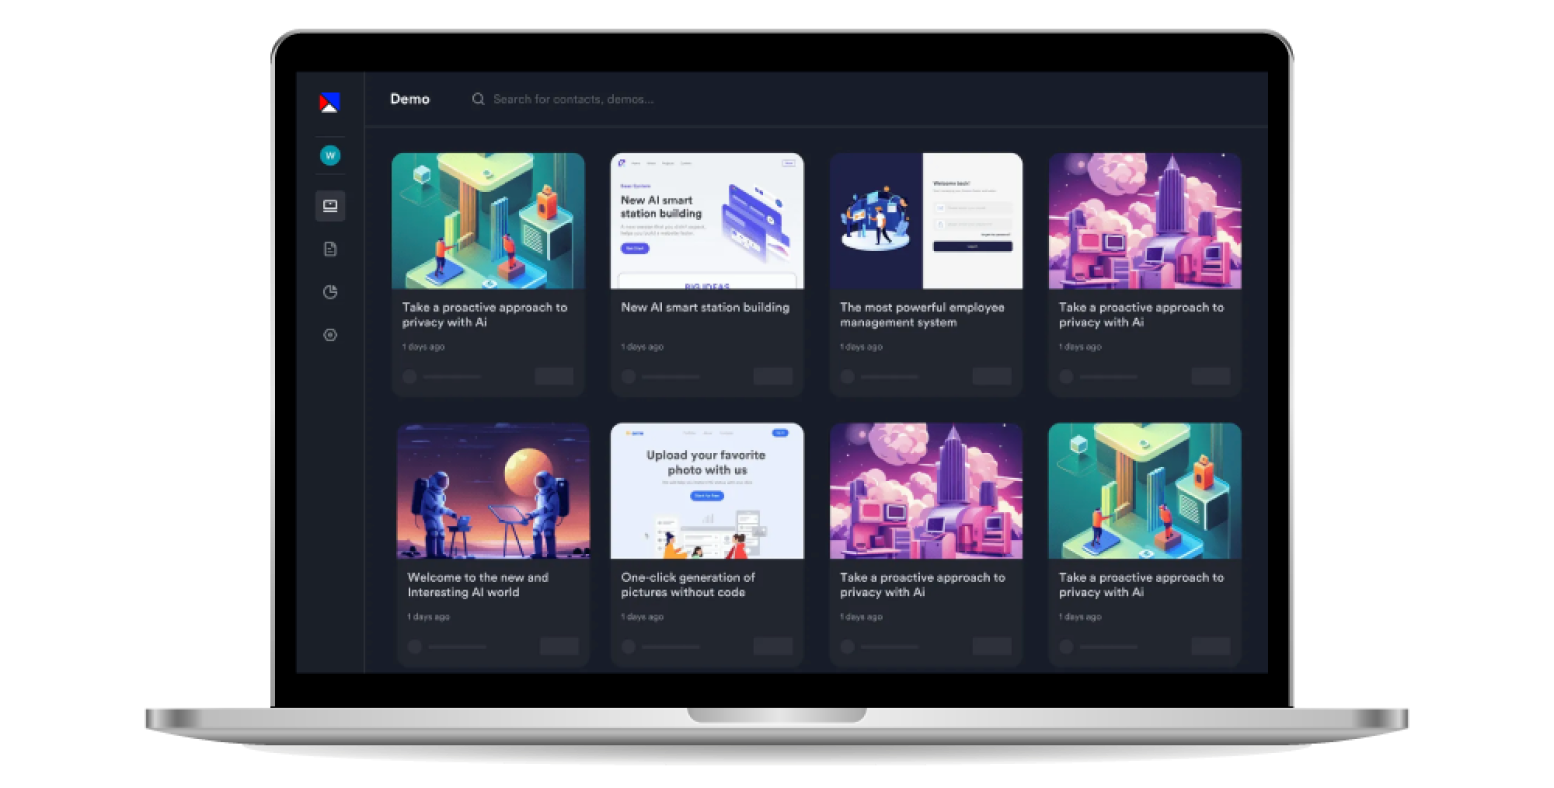 Demo
Search for contacts, demos...
W
New AI smart
station building
BIG IDEAS
Welcome back!
Take a proactive approach to
privacy with Ai
1 days ago
New AI smart station building
1 days ago
The most powerful employee
management system
1 days ago
Take a proactive approach to
privacy with Ai
1 days ago
Upload your favorite
photo with us
Welcome to the new and
Interesting AI world
1 days ago
One-click generation of
pictures without code
1 days ago
Take a proactive approach to
privacy with Ai
1 days ago
Take a proactive approach to
privacy with Ai
1 days ago